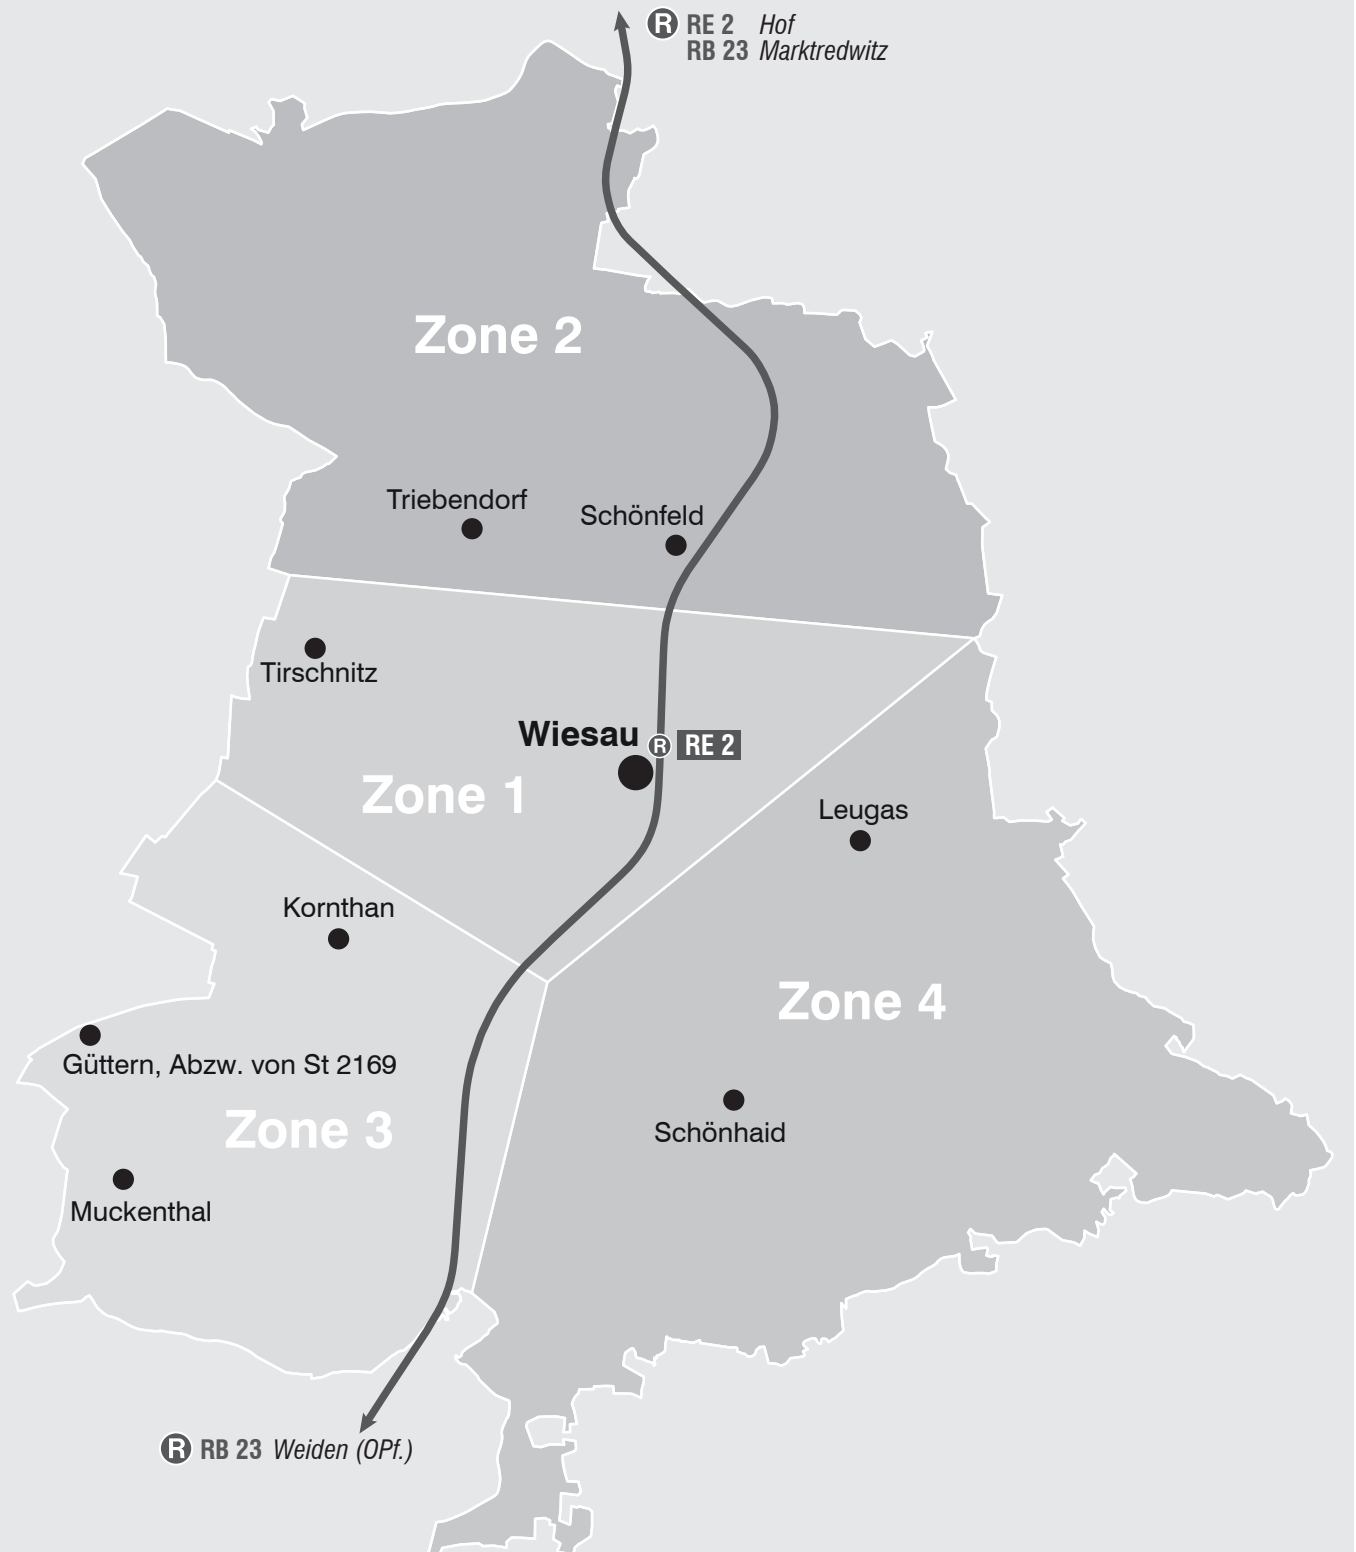 R RE 2 Hof
RB 23 Marktredwitz
Zone 2
Triebendorf
Schönfeld
Tirschnitz
Wiesau R RE 2
Zone 1
Leugas
Kornthan
Zone 4
Güttern, Abzw. von St 2169
Zone 3
Schönhaid
Muckenthal
R RB 23 Weiden (OPf.)